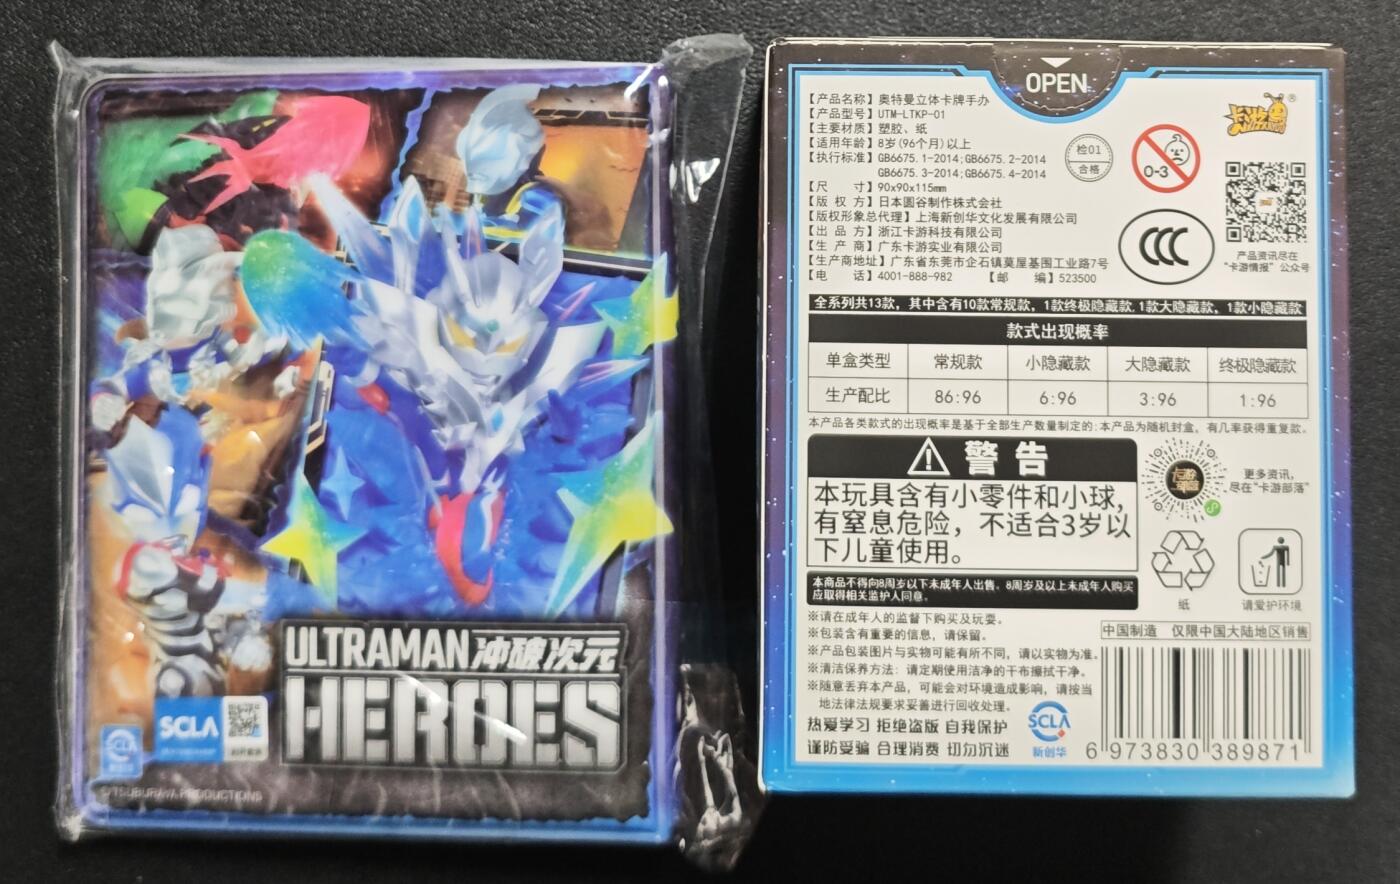 ULTRAMAN 冲破次元
HEROES
SCLA
SCLA
©TSUBURAYA PRODUCTIONS
OPEN
【产品名称】奥特曼立体卡牌手办
【产品型号】UTM-LTKP-01
【主要材质】塑胶、纸
【适用年龄】8岁(96个月)以上
【执行标准】GB6675.1-2014;GB6675.2-2014
GB6675.3-2014;GB6675.4-2014
【尺 寸】90x90x115mm
【版 权 方】日本圆谷制作株式会社
【版权形象总代理】上海新创华文化发展有限公司
【出 品 方】浙江卡游科技有限公司
【生 产 商】广东卡游实业有限公司
【生产商地址】广东省东莞市企石镇莫屋基围工业路7号
【电 话】4001-888-982 【邮 编】523500
检01
合格
0-3
卡游
产品资讯尽在
“卡游情报”公众号
全系列共13款，其中含有10款常规款，1款终极隐藏款，1款大隐藏款，1款小隐藏款
款式出现概率
单盒类型 常规款 小隐藏款 大隐藏款 终极隐藏款
生产配比 86:96 6:96 3:96 1:96
本产品各类款式的出现概率是基于全部生产数量制定的;本产品为随机封盒，有几率获得重复款。
警告
本玩具含有小零件和小球,
有窒息危险，不适合3岁以
下儿童使用。
更多资讯，
尽在“卡游部落”
本商品不得向8周岁以下未成年人出售。8周岁及以上未成年人购买
应取得相关监护人同意。
纸
请爱护环境
※请在成年人的监督下购买及玩耍。
※包装含有重要的信息，请保留。
※产品包装图片与实物可能有所不同，请以实物为准。
※清洁保养方法：请定期使用洁净的干布擦拭干净。
※随意丢弃本产品，可能会对环境造成影响，请按当
地法律法规要求妥善进行回收处理。
热爱学习 拒绝盗版 自我保护
谨防受骗 合理消费 切勿沉迷
SCLA
新创华
中国制造 仅限中国大陆地区销售
6 973830 389871